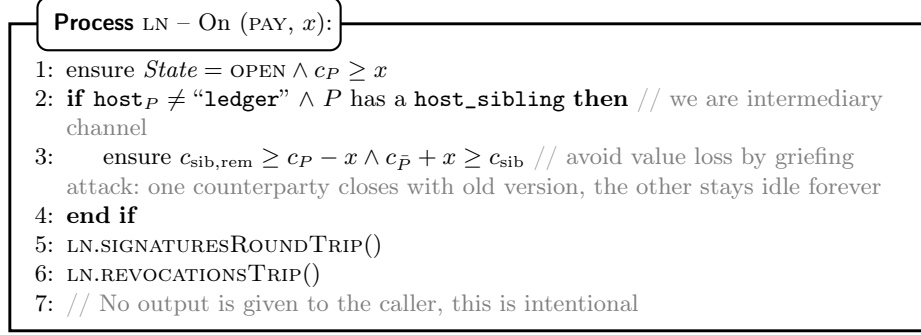 Process LN – On (PAY, x):
1: ensure State = OPEN ∧ c_P ≥ x
2: if host_P ≠ “ledger” ∧ P has a host_sibling then // we are intermediary
channel
3: ensure c_sib,rem ≥ c_P − x ∧ c_P̄ + x ≥ c_sib // avoid value loss by griefing
attack: one counterparty closes with old version, the other stays idle forever
4: end if
5: LN.SIGNATURESROUNDTRIP()
6: LN.REVOCATIONSTRIP()
7: // No output is given to the caller, this is intentional